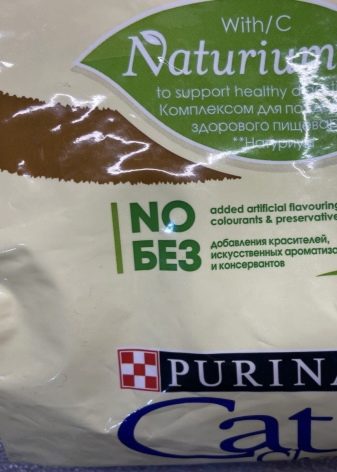 With/С
Naturium
to support healthy
Комплексом для
здорового
**Натуриум
NO
added artificial flavouring
colourants & preservative
БЕЗ
добавления красителей,
искусственных ароматиз
и консервантов
PURINA
Cat